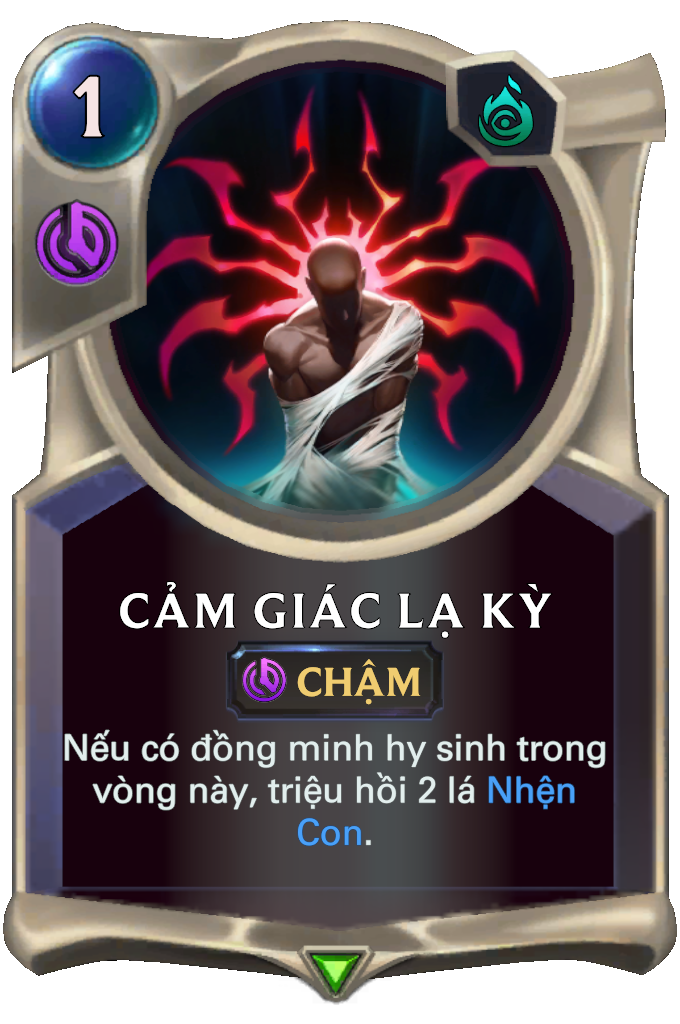 1
CẢM GIÁC LẠ KỲ
CHẬM
Nếu có đồng minh hy sinh trong
vòng này, triệu hồi 2 lá Nhện
Con.